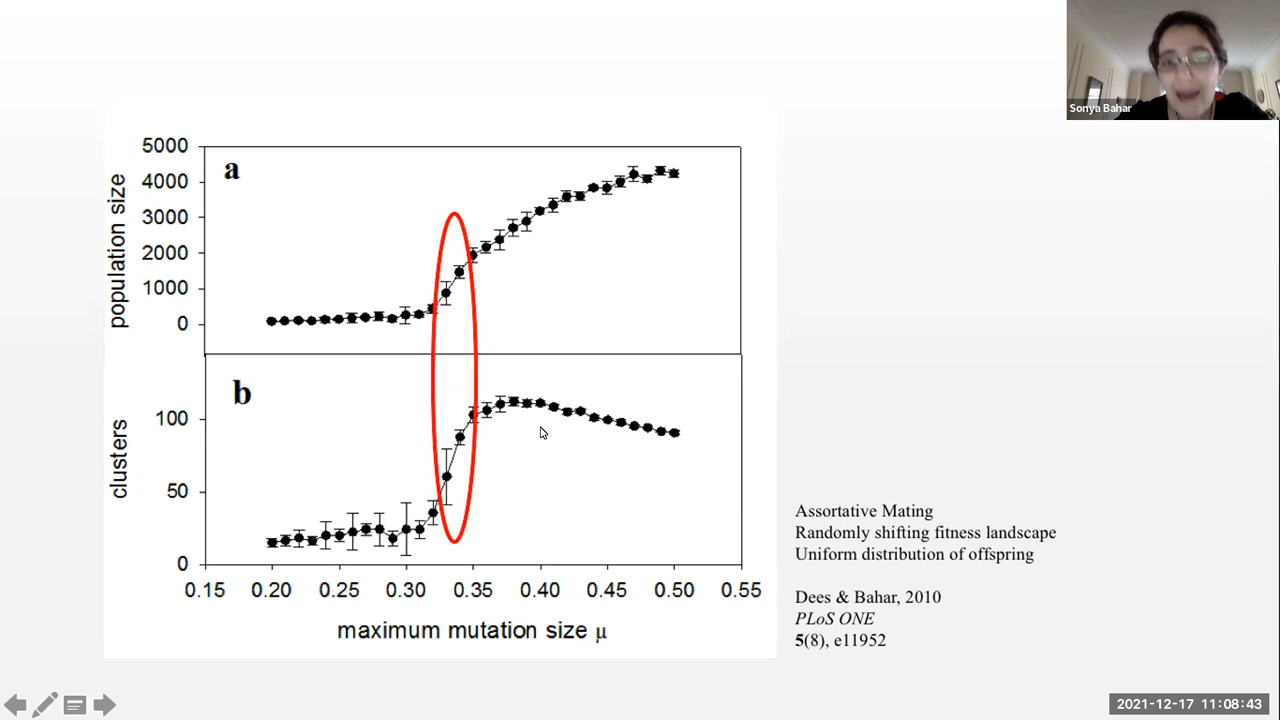 Sonya Bahar
a
5000
4000
3000
2000
1000
0
population size
b
100
50
0
clusters
0.15 0.20 0.25 0.30 0.35 0.40 0.45 0.50 0.55
maximum mutation size μ
Assortative Mating
Randomly shifting fitness landscape
Uniform distribution of offspring
Dees & Bahar, 2010
PLoS ONE
5(8), e11952
2021-12-17 11:08:43